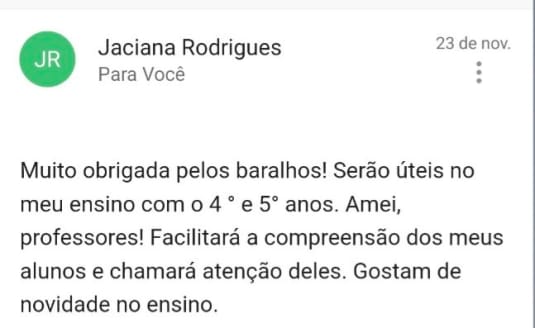 JR
Jaciana Rodrigues
23 de nov.
Para Você
Muito obrigada pelos baralhos! Serão úteis no
meu ensino com o 4 ° e 5° anos. Amei,
professores! Facilitará a compreensão dos meus
alunos e chamará atenção deles. Gostam de
novidade no ensino.